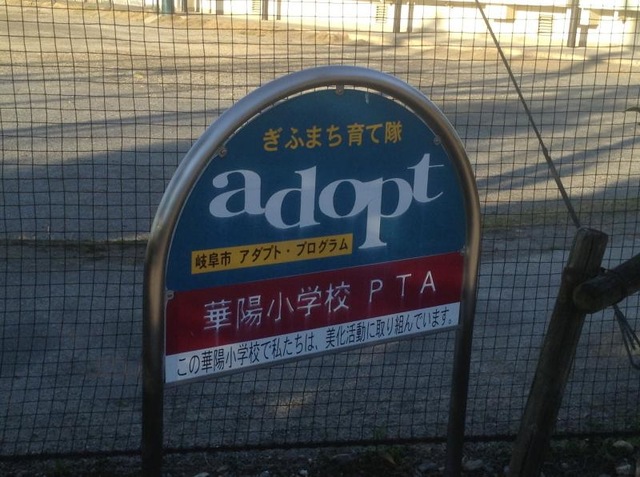 ぎふまち育て隊
adopt
岐阜市 アダプト・プログラム
華陽小学校 PTA
この華陽小学校で私たちは、美化活動に取り組んでいます。